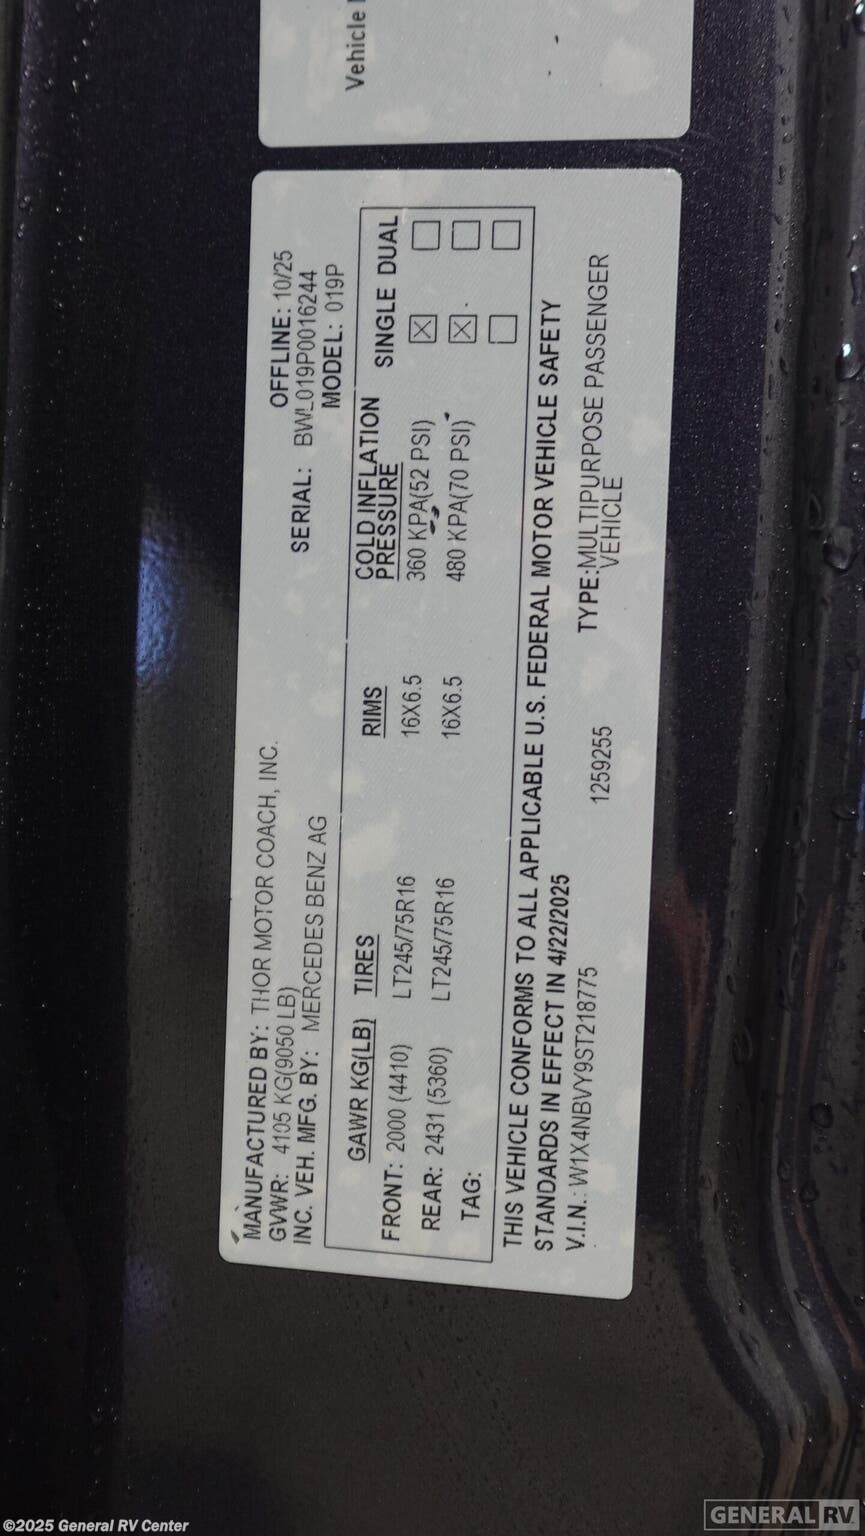 Vehicle
MANUFACTURED BY: THOR MOTOR COACH, INC.
OFFLINE: 10/25
GVWR: 4105 KG(9050 LB)
SERIAL: BWL019P0016244
INC. VEH. MFG. BY: MERCEDES BENZ AG
MODEL: 019P
GAWR KG(LB) TIRES RIMS COLD INFLATION PRESSURE SINGLE DUAL
FRONT: 2000 (4410) LT245/75R16 16X6.5 360 KPA(52 PSI) ☒ ☐
REAR: 2431 (5360) LT245/75R16 16X6.5 480 KPA(70 PSI) ☒ ☐
TAG: ☐ ☐
THIS VEHICLE CONFORMS TO ALL APPLICABLE U.S. FEDERAL MOTOR VEHICLE SAFETY
STANDARDS IN EFFECT IN 4/22/2025
V.I.N.: W1X4NBVY9ST218775 1259255 TYPE:MULTIPURPOSE PASSENGER
VEHICLE
©2025 General RV Center
GENERAL RV